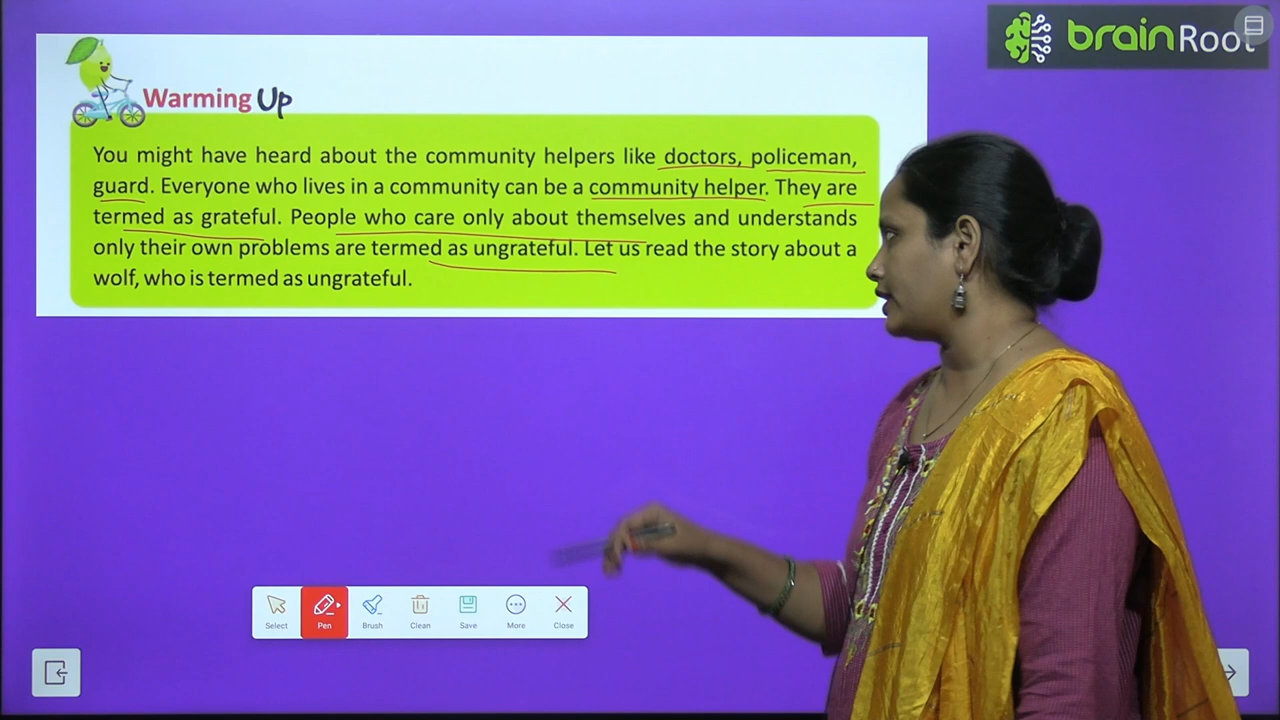 brainRoot
Warming Up
You might have heard about the community helpers like doctors, policeman,
guard. Everyone who lives in a community can be a community helper. They are
termed as grateful. People who care only about themselves and understands
only their own problems are termed as ungrateful. Let us read the story about a
wolf, who is termed as ungrateful.
Select Pen Brush Clean Save More Close